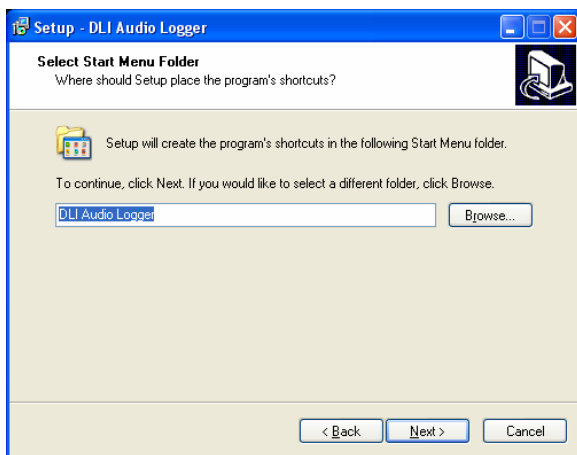 Setup - DLI Audio Logger
Select Start Menu Folder
Where should Setup place the program's shortcuts?
Setup will create the program's shortcuts in the following Start Menu folder.
To continue, click Next. If you would like to select a different folder, click Browse.
DLI Audio Logger
Browse...
< Back
Next >
Cancel